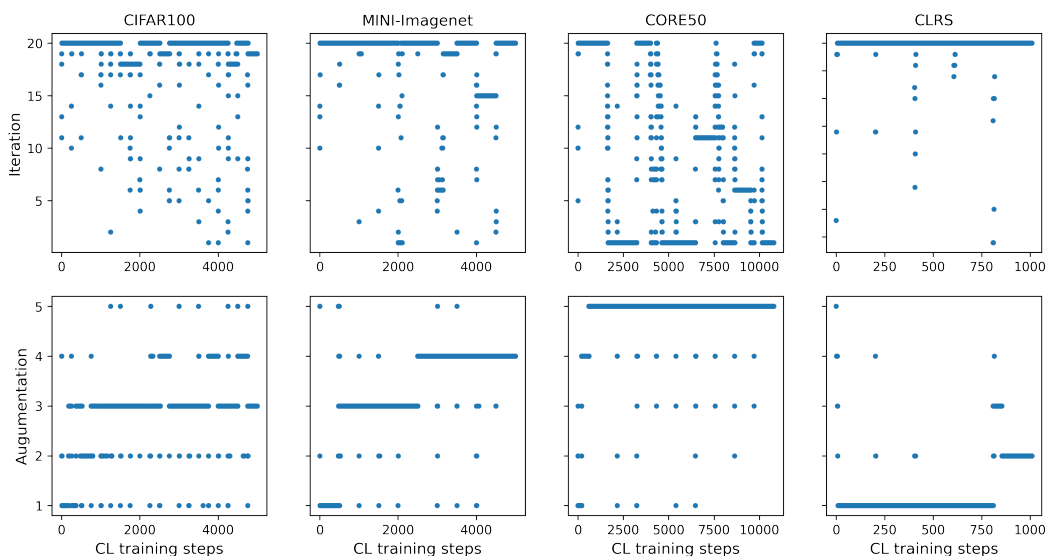 CIFAR100
MINI-Imagenet
CORE50
CLRS
Iteration
20
15
10
5
0 2000 4000
0 2000 4000
0 2500 5000 7500 10000
0 250 500 750 1000
Augumentation
5
4
3
2
1
0 2000 4000
0 2000 4000
0 2500 5000 7500 10000
0 250 500 750 1000
CL training steps
CL training steps
CL training steps
CL training steps